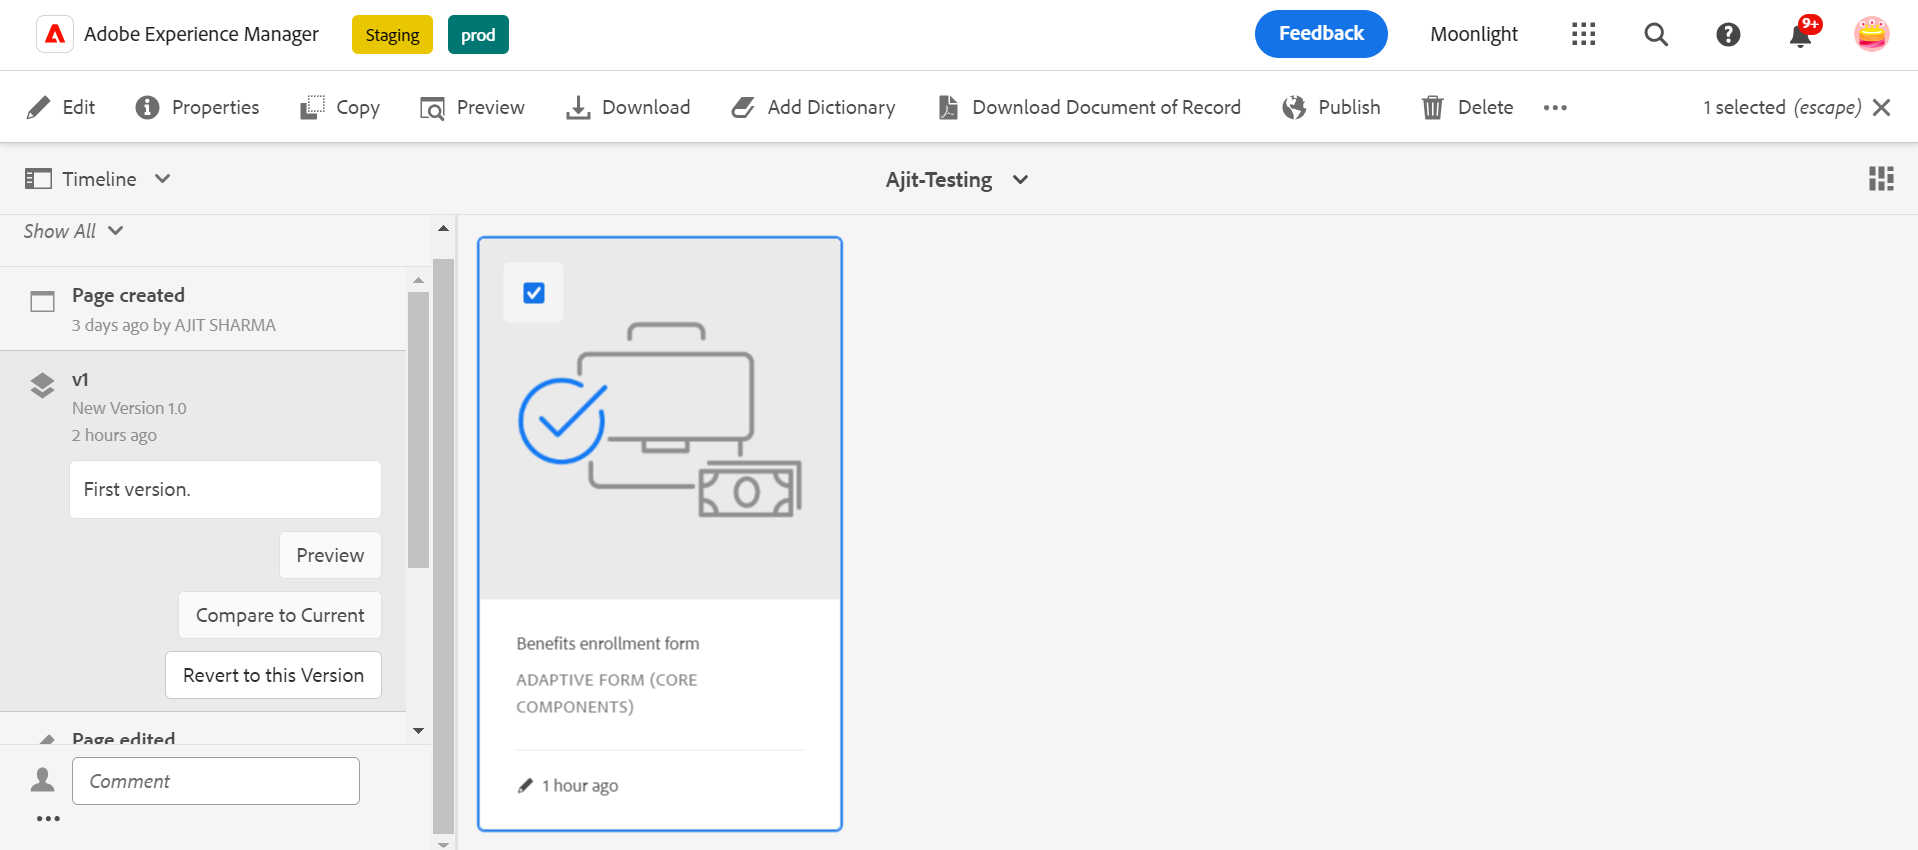 Adobe Experience Manager
Staging
prod
Feedback
Moonlight
9+
Edit
Properties
Copy
Preview
Download
Add Dictionary
Download Document of Record
Publish
Delete
1 selected (escape)
Timeline
Ajit-Testing
Show All
Page created
3 days ago by AJIT SHARMA
v1
New Version 1.0
2 hours ago
First version.
Preview
Compare to Current
Revert to this Version
Page edited
Comment
Benefits enrollment form
ADAPTIVE FORM (CORE
COMPONENTS)
1 hour ago